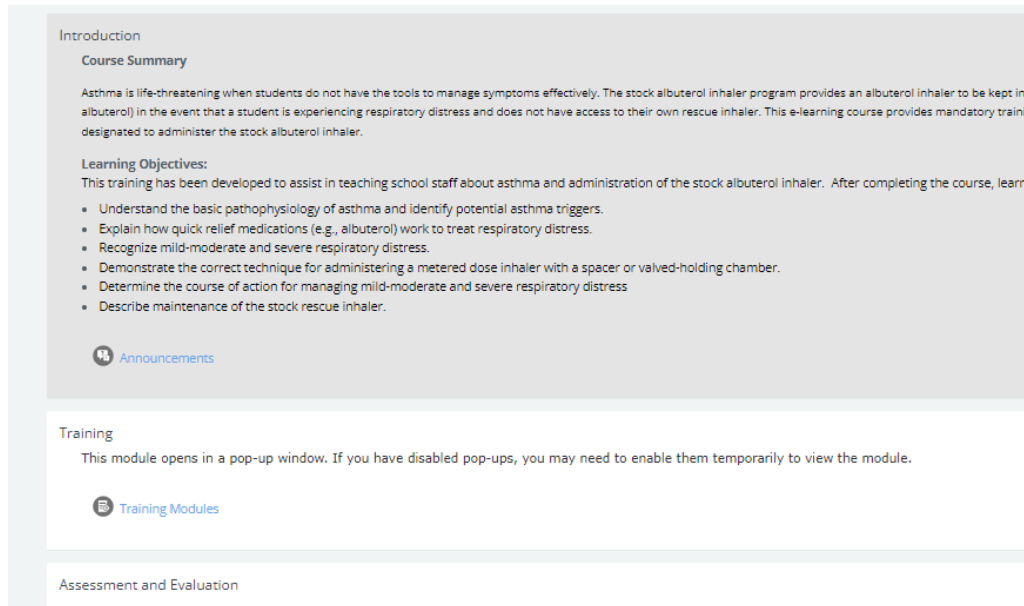 Introduction
Course Summary
Asthma is life-threatening when students do not have the tools to manage symptoms effectively. The stock albuterol inhaler program provides an albuterol inhaler to be kept in
albuterol) in the event that a student is experiencing respiratory distress and does not have access to their own rescue inhaler. This e-learning course provides mandatory traini
designated to administer the stock albuterol inhaler.
Learning Objectives:
This training has been developed to assist in teaching school staff about asthma and administration of the stock albuterol inhaler. After completing the course, learn
Understand the basic pathophysiology of asthma and identify potential asthma triggers.
Explain how quick relief medications (e.g., albuterol) work to treat respiratory distress.
Recognize mild-moderate and severe respiratory distress.
Demonstrate the correct technique for administering a metered dose inhaler with a spacer or valved-holding chamber.
Determine the course of action for managing mild-moderate and severe respiratory distress
Describe maintenance of the stock rescue inhaler.
Announcements
Training
This module opens in a pop-up window. If you have disabled pop-ups, you may need to enable them temporarily to view the module.
Training Modules
Assessment and Evaluation